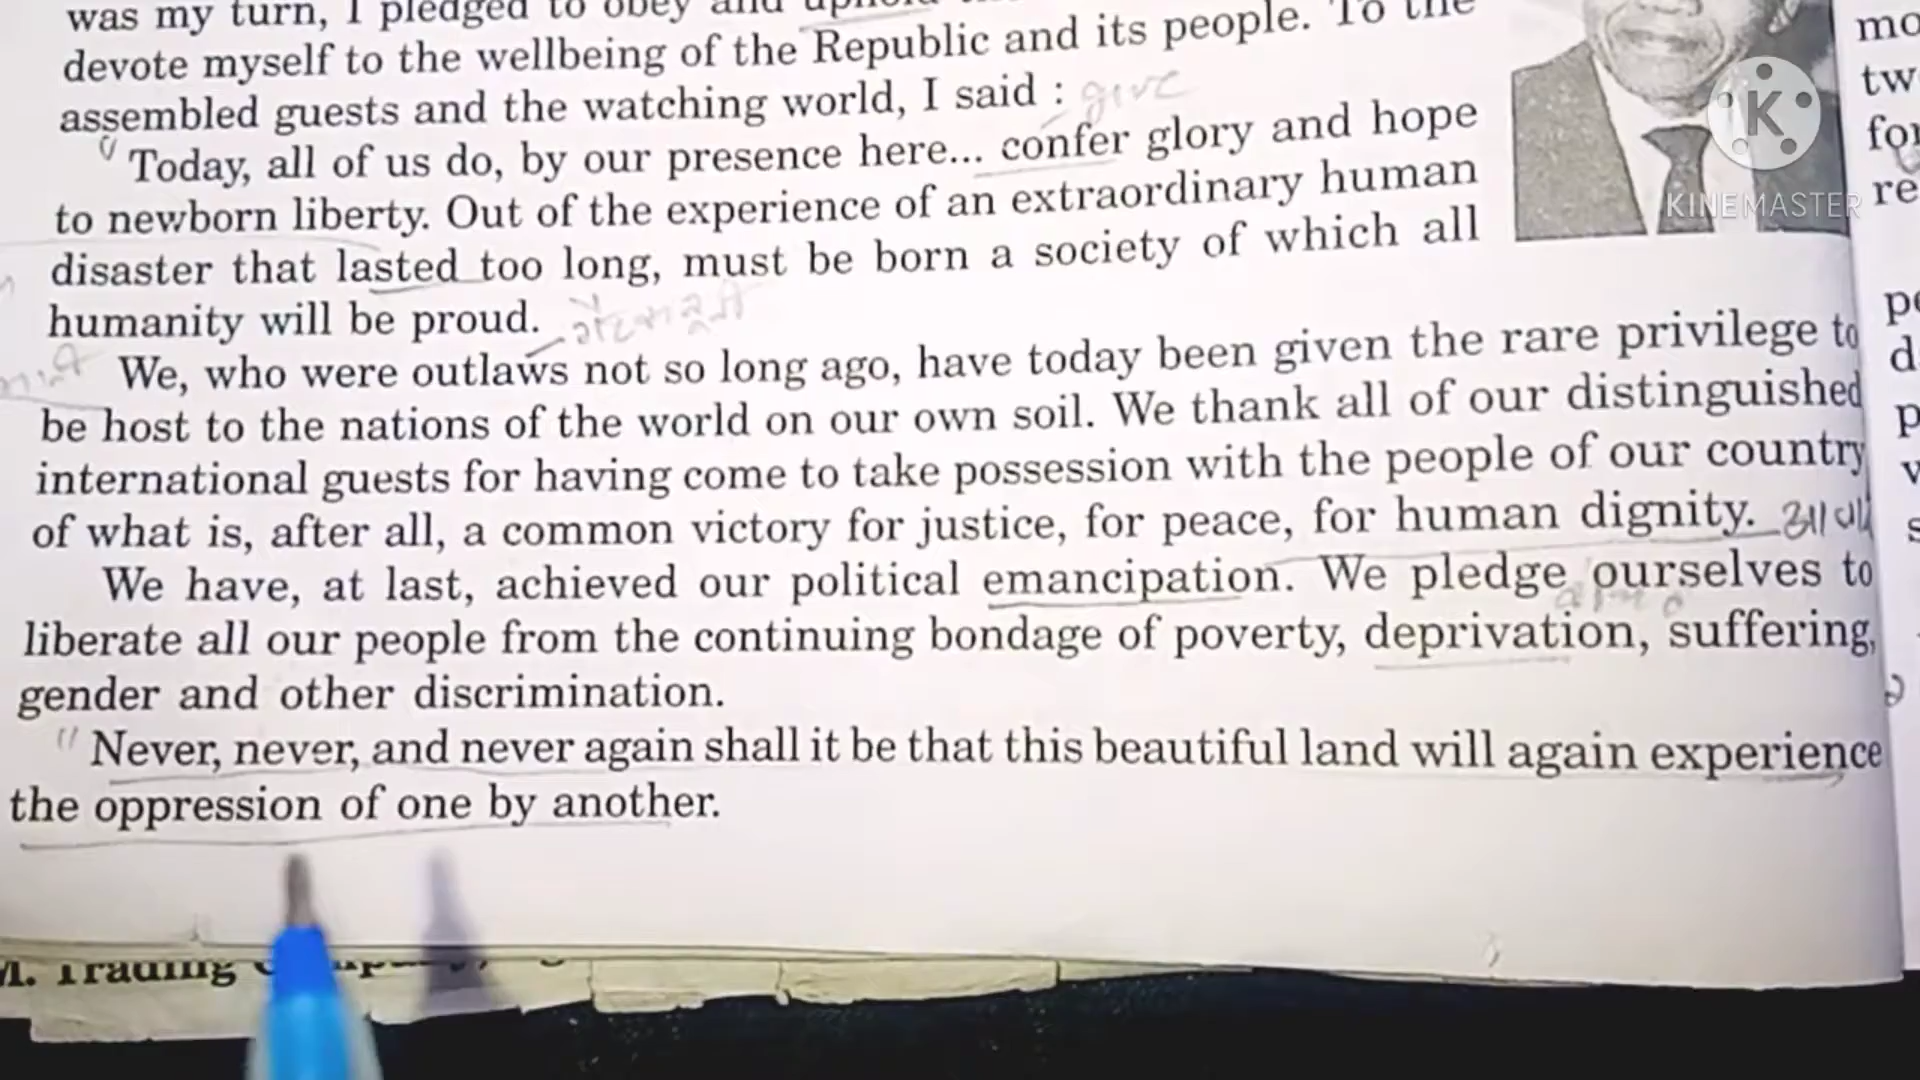 was my turn, I pledged to obey and uphold
devote myself to the wellbeing of the Republic and its people. To the
assembled guests and the watching world, I said : give
Today, all of us do, by our presence here... confer glory and hope
to newborn liberty. Out of the experience of an extraordinary human
disaster that lasted too long, must be born a society of which all
humanity will be proud.
We, who were outlaws not so long ago, have today been given the rare privilege to
be host to the nations of the world on our own soil. We thank all of our distinguished
international guests for having come to take possession with the people of our country
of what is, after all, a common victory for justice, for peace, for human dignity.
We have, at last, achieved our political emancipation. We pledge ourselves to
liberate all our people from the continuing bondage of poverty, deprivation, suffering,
gender and other discrimination.
"Never, never, and never again shall it be that this beautiful land will again experience
the oppression of one by another.
Trading
mo
tw
for
re
pe
d
p
v
s
K
KINEMASTER